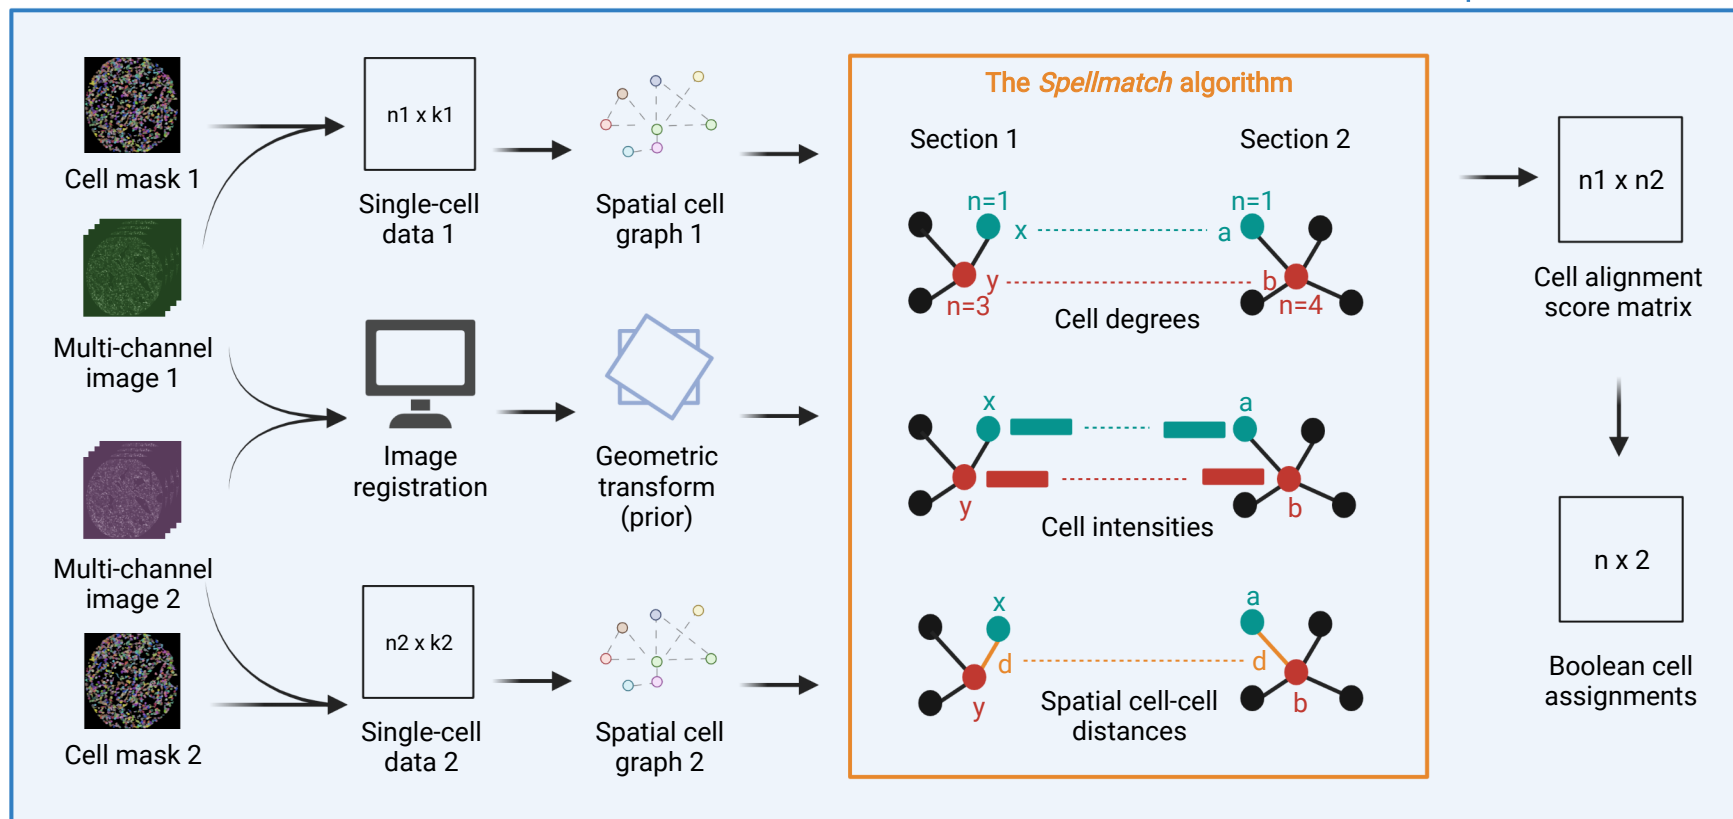 Cell mask 1
Multi-channel
image 1
Multi-channel
image 2
Cell mask 2
n1 x k1
Single-cell
data 1
Image
registration
n2 x k2
Single-cell
data 2
Spatial cell
graph 1
Geometric
transform
(prior)
Spatial cell
graph 2
The Spellmatch algorithm
Section 1
Section 2
n=1
n=1
x
a
y
b
n=3
n=4
Cell degrees
x
a
y
b
Cell intensities
x
a
d
d
y
b
Spatial cell-cell
distances
n1 x n2
Cell alignment
score matrix
n x 2
Boolean cell
assignments